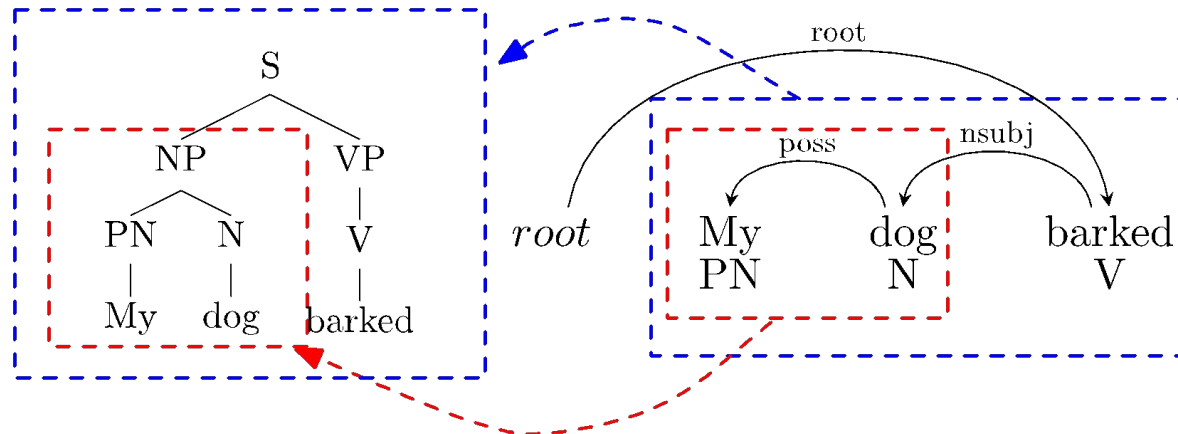 S
NP VP
PN N V
My dog barked
root
poss nsubj
root My dog barked
PN N V